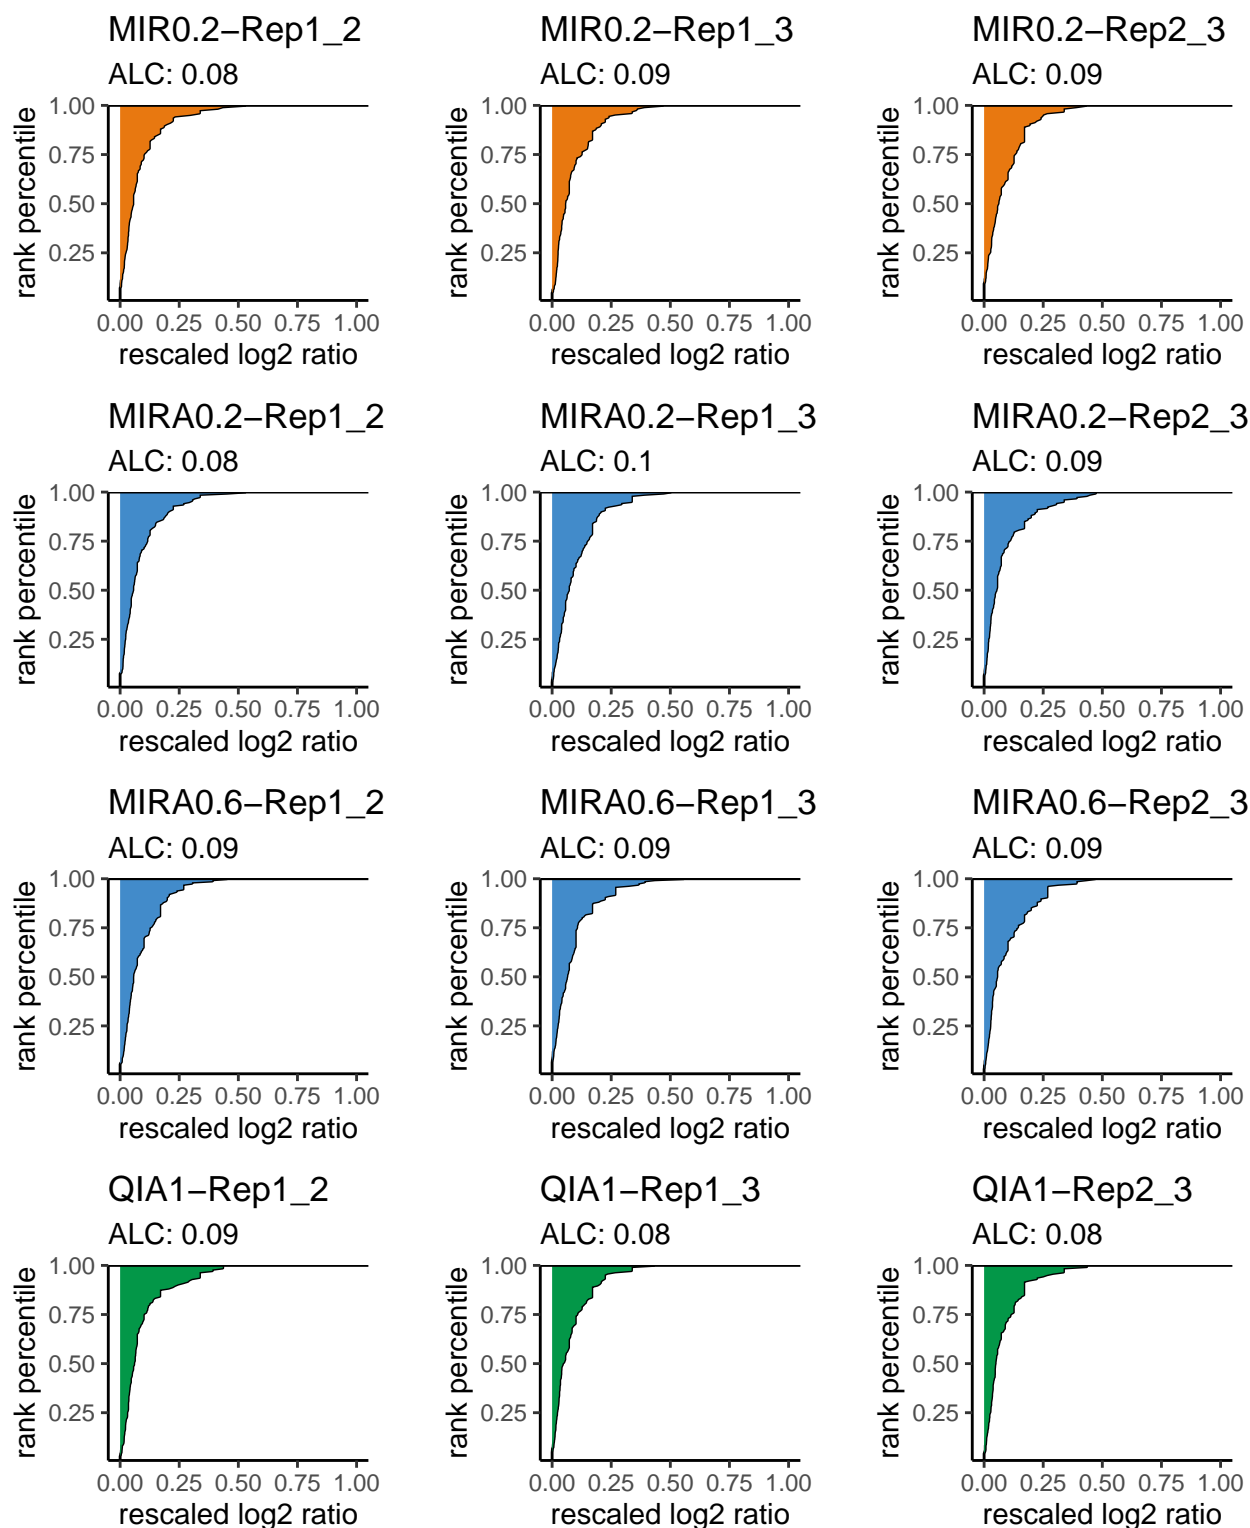 MIR0.2−Rep1_2
ALC: 0.08
1.00
0.75
0.50
0.25
rank percentile
0.00 0.25 0.50 0.75 1.00
rescaled log2 ratio
MIR0.2−Rep1_3
ALC: 0.09
1.00
0.75
0.50
0.25
rank percentile
0.00 0.25 0.50 0.75 1.00
rescaled log2 ratio
MIR0.2−Rep2_3
ALC: 0.09
1.00
0.75
0.50
0.25
rank percentile
0.00 0.25 0.50 0.75 1.00
rescaled log2 ratio
MIRA0.2−Rep1_2
ALC: 0.08
1.00
0.75
0.50
0.25
rank percentile
0.00 0.25 0.50 0.75 1.00
rescaled log2 ratio
MIRA0.2−Rep1_3
ALC: 0.1
1.00
0.75
0.50
0.25
rank percentile
0.00 0.25 0.50 0.75 1.00
rescaled log2 ratio
MIRA0.2−Rep2_3
ALC: 0.09
1.00
0.75
0.50
0.25
rank percentile
0.00 0.25 0.50 0.75 1.00
rescaled log2 ratio
MIRA0.6−Rep1_2
ALC: 0.09
1.00
0.75
0.50
0.25
rank percentile
0.00 0.25 0.50 0.75 1.00
rescaled log2 ratio
MIRA0.6−Rep1_3
ALC: 0.09
1.00
0.75
0.50
0.25
rank percentile
0.00 0.25 0.50 0.75 1.00
rescaled log2 ratio
MIRA0.6−Rep2_3
ALC: 0.09
1.00
0.75
0.50
0.25
rank percentile
0.00 0.25 0.50 0.75 1.00
rescaled log2 ratio
QIA1−Rep1_2
ALC: 0.09
1.00
0.75
0.50
0.25
rank percentile
0.00 0.25 0.50 0.75 1.00
rescaled log2 ratio
QIA1−Rep1_3
ALC: 0.08
1.00
0.75
0.50
0.25
rank percentile
0.00 0.25 0.50 0.75 1.00
rescaled log2 ratio
QIA1−Rep2_3
ALC: 0.08
1.00
0.75
0.50
0.25
rank percentile
0.00 0.25 0.50 0.75 1.00
rescaled log2 ratio